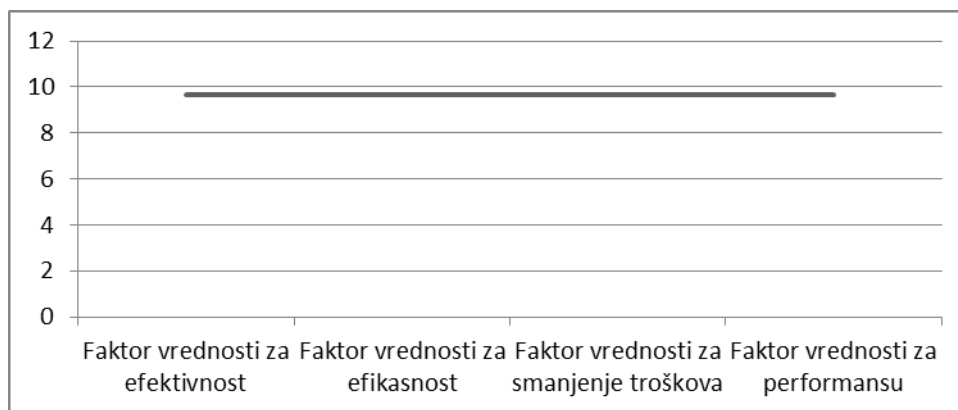 12
10
8
6
4
2
0
Faktor vrednosti za efektivnost
Faktor vrednosti za efikasnost
Faktor vrednosti za smanjenje troškova
Faktor vrednosti za performansu